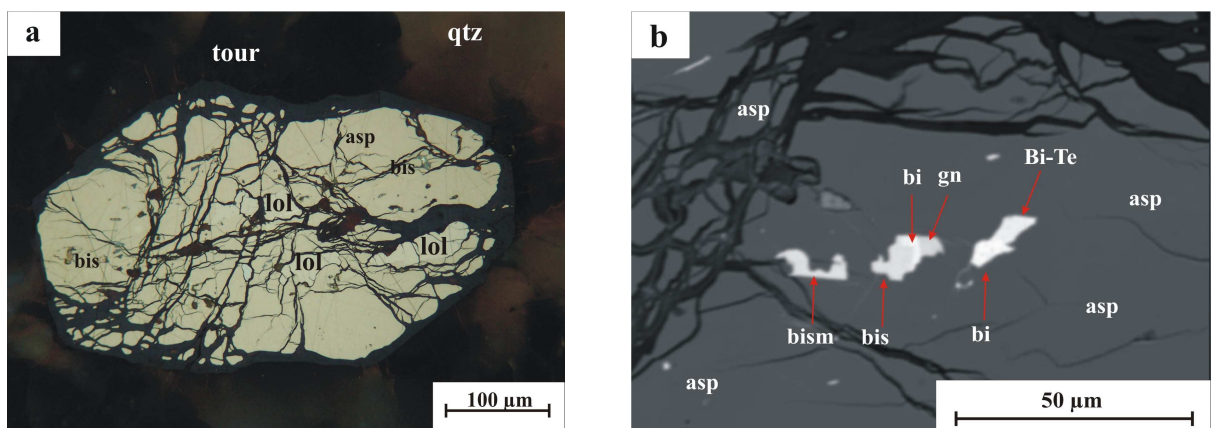 a
tour
qtz
asp
bis
lol
lol
lol
bis
100 µm
b
asp
Bi-Te
gn
bi
asp
bism
bis
bi
asp
asp
50 µm